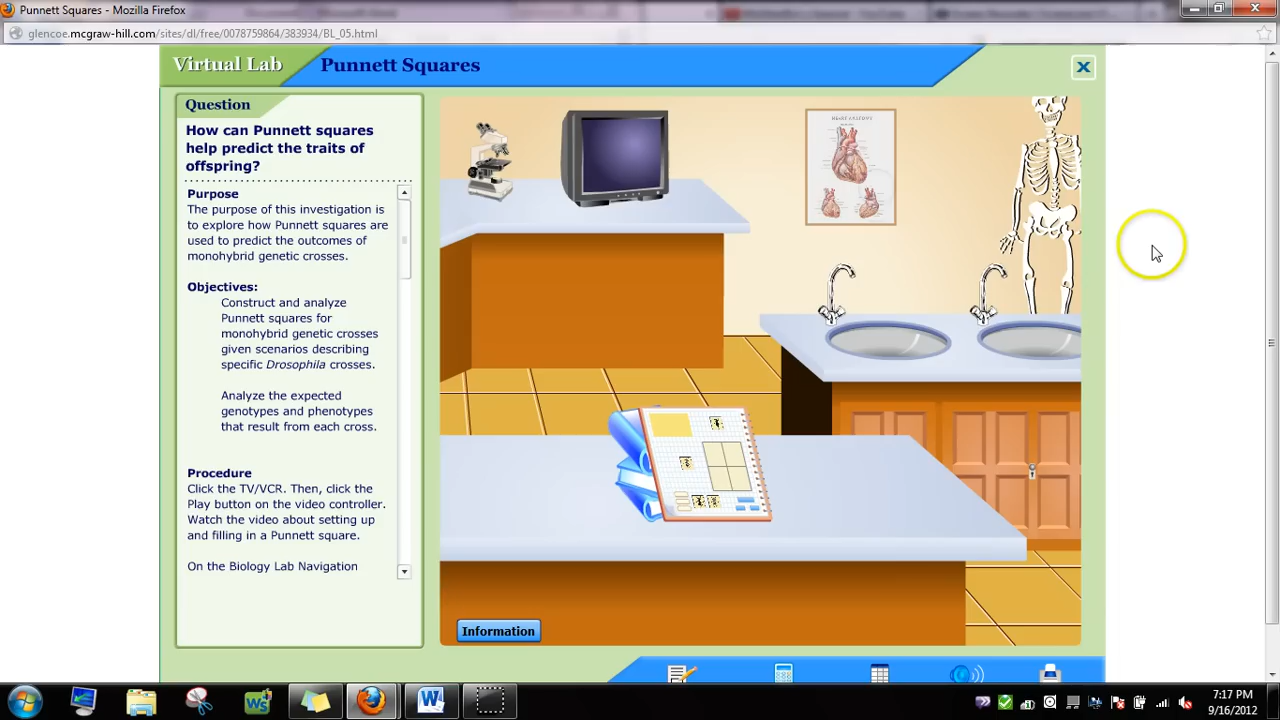 Punnett Squares - Mozilla Firefox
glencoe.mcgraw-hill.com/sites/dl/free/0078759864/383934/BL_05.html
Virtual Lab
Punnett Squares
Question
How can Punnett squares
help predict the traits of
offspring?
Purpose
The purpose of this investigation is
to explore how Punnett squares are
used to predict the outcomes of
monohybrid genetic crosses.
Objectives:
Construct and analyze
Punnett squares for
monohybrid genetic crosses
given scenarios describing
specific Drosophila crosses.
Analyze the expected
genotypes and phenotypes
that result from each cross.
Procedure
Click the TV/VCR. Then, click the
Play button on the video controller.
Watch the video about setting up
and filling in a Punnett square.
On the Biology Lab Navigation
HEART ANATOMY
Information
7:17 PM
9/16/2012